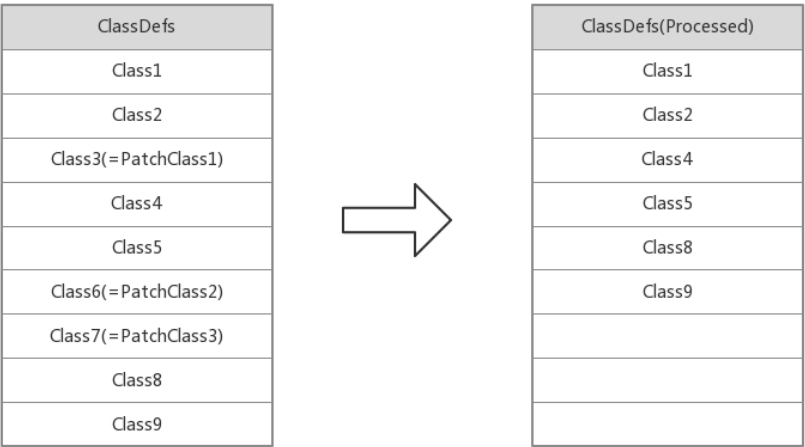 ClassDefs
Class1
Class2
Class3(=PatchClass1)
Class4
Class5
Class6(=PatchClass2)
Class7(=PatchClass3)
Class8
Class9
ClassDefs(Processed)
Class1
Class2
Class4
Class5
Class8
Class9